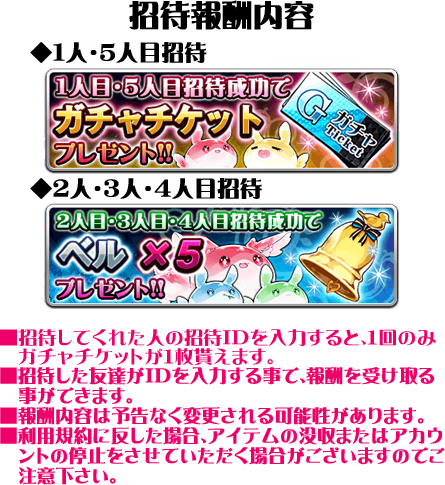 招待報酬内容
◆1人・5人目招待
1人目・5人目招待成功で
ガチャチケット
プレゼント!!
G ガチャ
Ticket
◆2人・3人・4人目招待
2人目・3人目・4人目招待成功で
ベル ×5
プレゼント!!
■招待してくれた人の招待IDを入力すると、1回のみ
ガチャチケットが1枚貰えます。
■招待した友達がIDを入力する事で、報酬を受け取る
事ができます。
■報酬内容は予告なく変更される可能性があります。
■利用規約に反した場合、アイテムの没収またはアカウ
ントの停止をさせていただく場合がございますのでご
注意下さい。